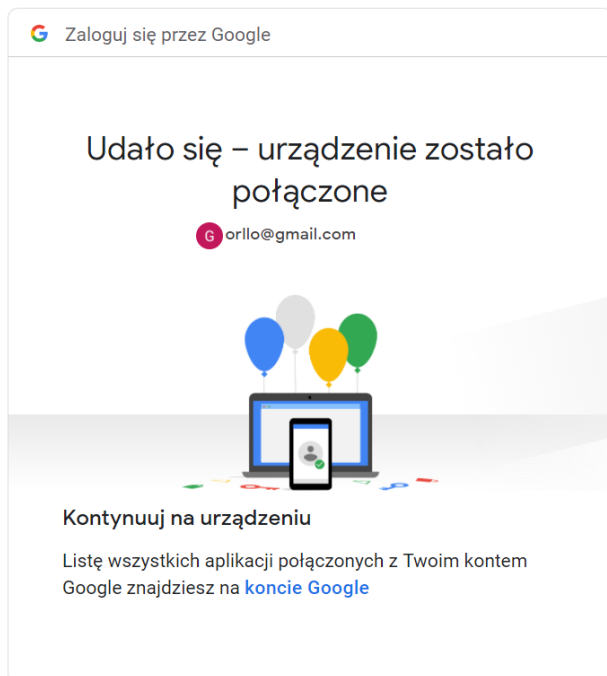 Zaloguj się przez Google
Udało się – urządzenie zostało
połączone
G orllo@gmail.com
Kontynuuj na urządzeniu
Listę wszystkich aplikacji połączonych z Twoim kontem
Google znajdziesz na koncie Google